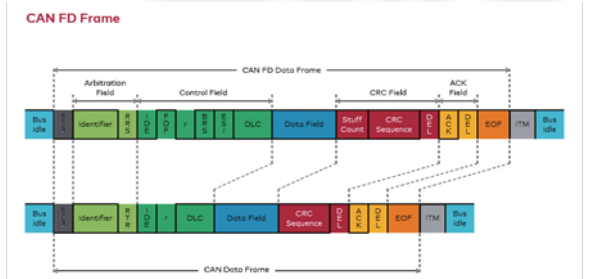 CAN FD Frame
CAN FD Data Frame
Arbitration
Field
Control Field
CRC Field
ACK
Field
Bus
idle
Identifier
RRS
IDE
FDF
r
BRS
ESI
DLC
Data Field
Stuff
Count
CRC
Sequence
DEL
ACK
DEL
EOF
ITM
Bus
idle
Bus
idle
Identifier
RTR
IDE
r
DLC
Data Field
CRC
Sequence
DEL
ACK
DEL
EOF
ITM
Bus
idle
CAN Data Frame